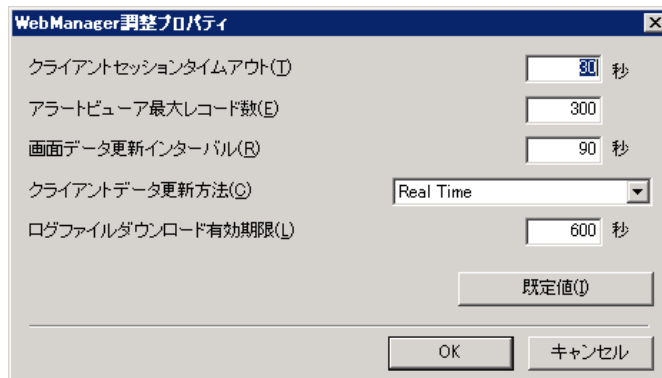 WebManager調整プロパティ
クライアントセッションタイムアウト(T) 30 秒
アラートビューア最大レコード数(E) 300
画面データ更新インターバル(R) 90 秒
クライアントデータ更新方法(C) Real Time
ログファイルダウンロード有効期限(L) 600 秒
既定値(I)
OK キャンセル